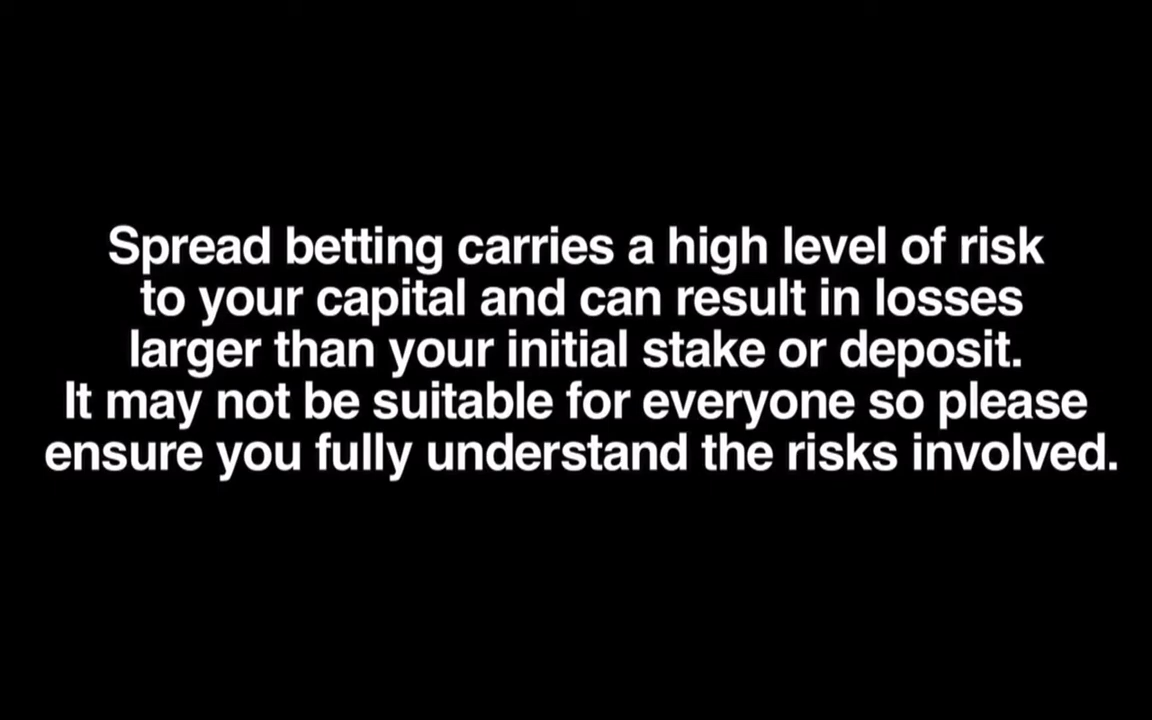 Spread betting carries a high level of risk
to your capital and can result in losses
larger than your initial stake or deposit.
It may not be suitable for everyone so please
ensure you fully understand the risks involved.